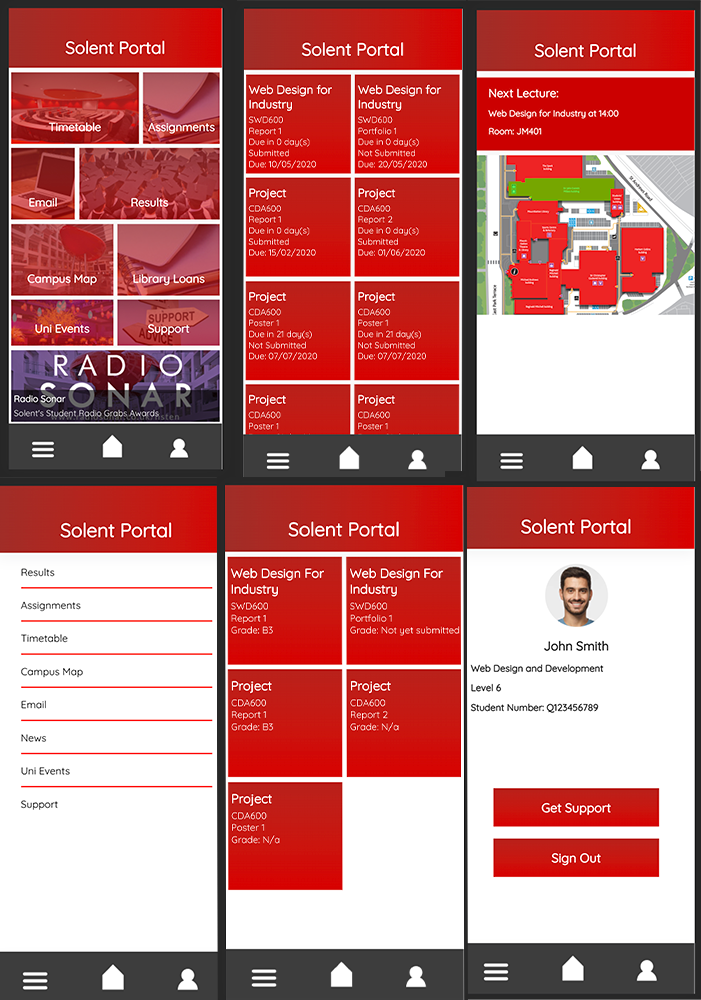 Solent Portal
Timetable
Assignments
Email
Results
Campus Map
Library Loans
SUPPORT
ADVICE
Uni Events
Support
RADIO
SONAR
Radio Sonar
Solent's Student Radio Grabs Awards
Solent Portal
Web Design for
Industry
SWD600
Report 1
Due in 0 day(s)
Submitted
Due: 10/05/2020
Web Design for
Industry
SWD600
Portfolio 1
Due in 0 day(s)
Not Submitted
Due: 20/05/2020
Project
CDA600
Report 1
Due in 0 day(s)
Submitted
Due: 15/02/2020
Project
CDA600
Report 2
Due in 0 day(s)
Submitted
Due: 01/06/2020
Project
CDA600
Poster 1
Due in 21 day(s)
Not Submitted
Due: 07/07/2020
Project
CDA600
Poster 1
Due in 21 day(s)
Not Submitted
Due: 07/07/2020
Project
CDA600
Poster 1
Project
CDA600
Poster 1
Solent Portal
Next Lecture:
Web Design for Industry at 14:00
Room: JM401
St Andrews Road
East Park Terrace
Solent Portal
Results
Assignments
Timetable
Campus Map
Email
News
Uni Events
Support
Solent Portal
Web Design For
Industry
SWD600
Report 1
Grade: B3
Web Design For
Industry
SWD600
Portfolio 1
Grade: Not yet submitted
Project
CDA600
Report 1
Grade: B3
Project
CDA600
Report 2
Grade: N/a
Project
CDA600
Poster 1
Grade: N/a
Solent Portal
John Smith
Web Design and Development
Level 6
Student Number: Q123456789
Get Support
Sign Out